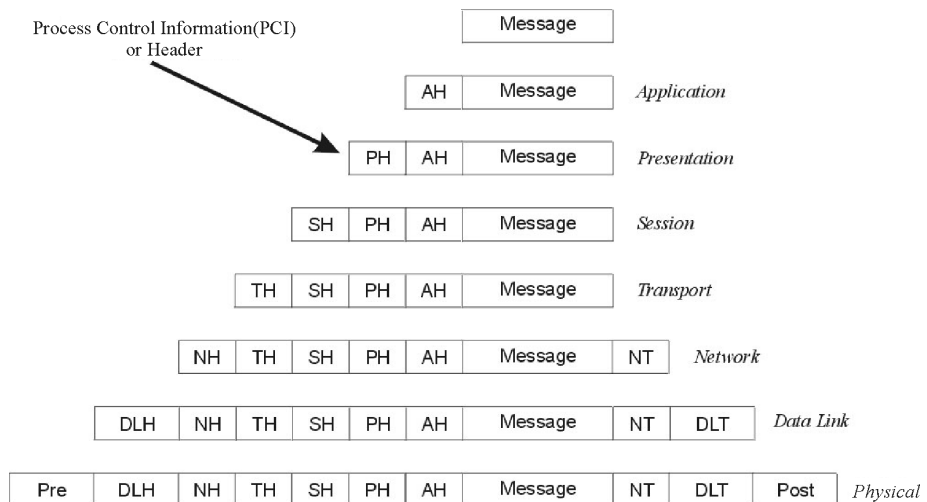 Message
Process Control Information(PCI)
or Header
AH Message Application
PH AH Message Presentation
SH PH AH Message Session
TH SH PH AH Message Transport
NH TH SH PH AH Message NT Network
DLH NH TH SH PH AH Message NT DLT Data Link
Pre DLH NH TH SH PH AH Message NT DLT Post Physical